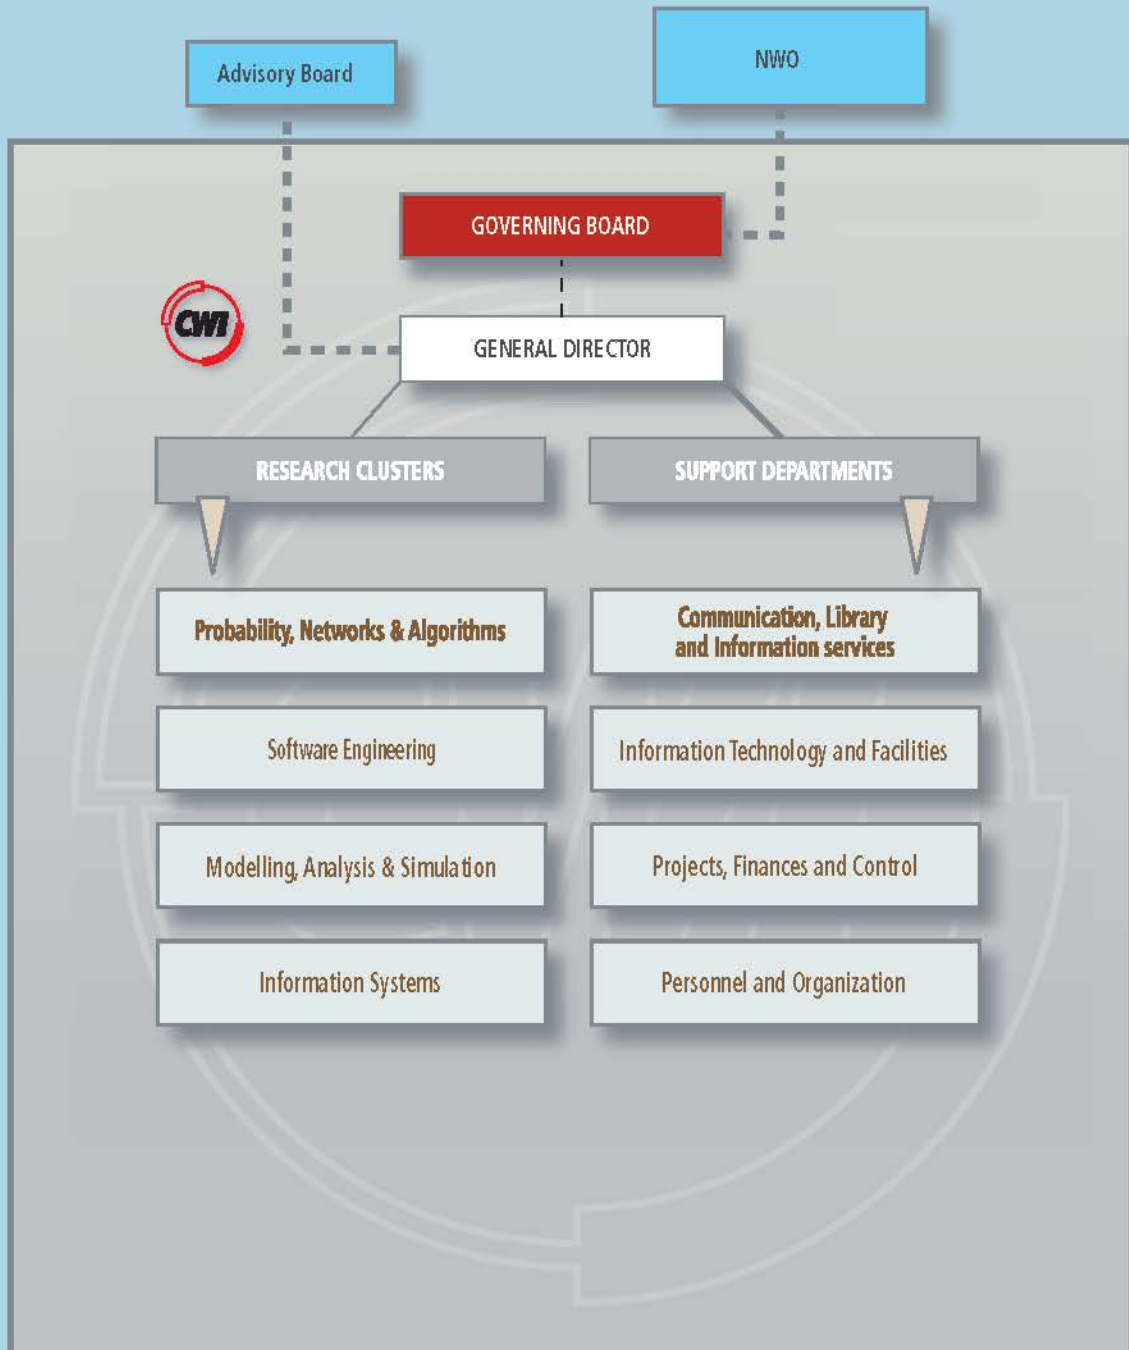 Advisory Board
NWO
GOVERNING BOARD
CWI
GENERAL DIRECTOR
RESEARCH CLUSTERS
SUPPORT DEPARTMENTS
Probability, Networks & Algorithms
Communication, Library
and Information services
Software Engineering
Information Technology and Facilities
Modelling, Analysis & Simulation
Projects, Finances and Control
Information Systems
Personnel and Organization